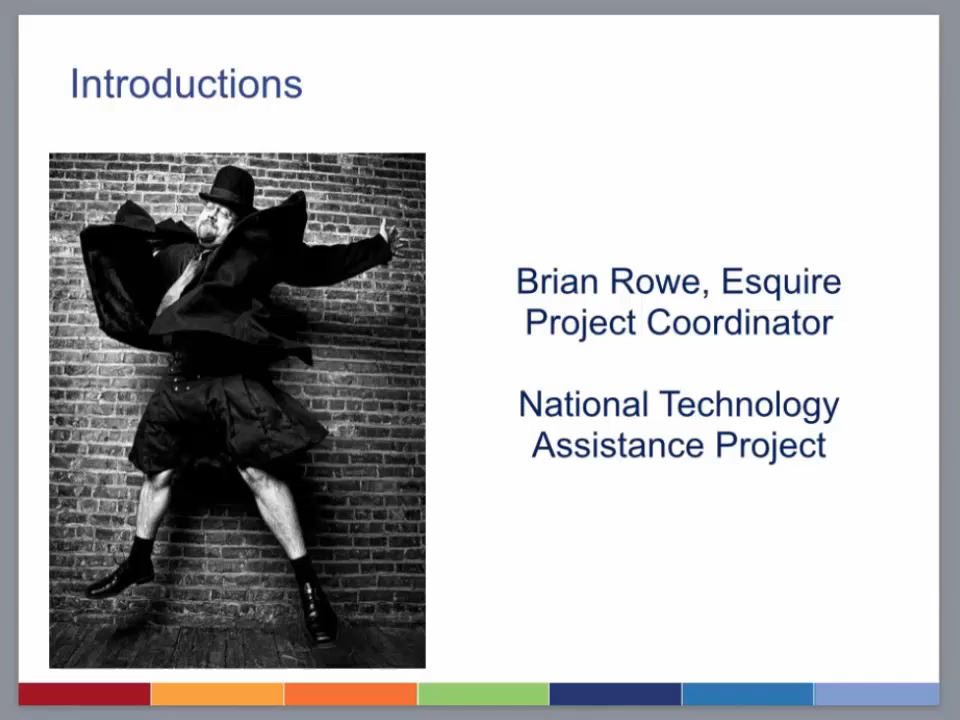 Introductions
Brian Rowe, Esquire
Project Coordinator
National Technology
Assistance Project